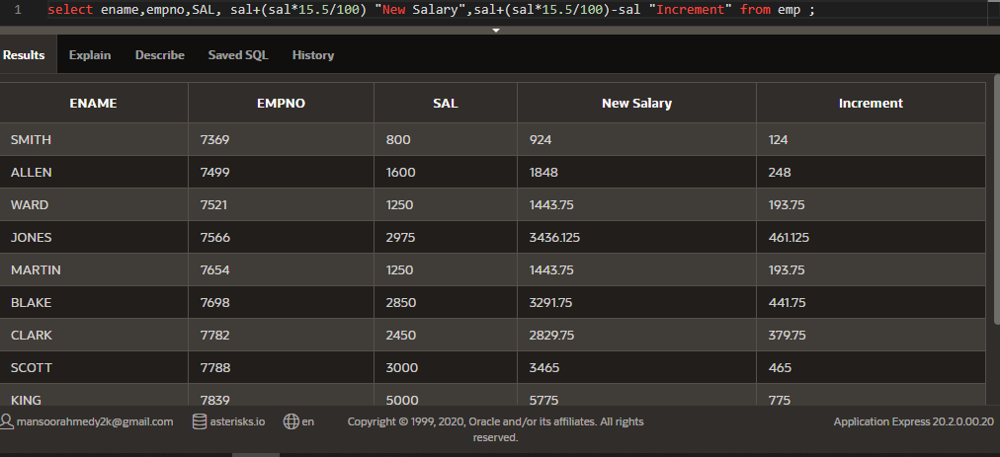 1 select ename,empno,SAL, sal+(sal*15.5/100) "New Salary",sal+(sal*15.5/100)-sal "Increment" from emp ;
Results Explain Describe Saved SQL History
ENAME EMPNO SAL New Salary Increment
SMITH 7369 800 924 124
ALLEN 7499 1600 1848 248
WARD 7521 1250 1443.75 193.75
JONES 7566 2975 3436.125 461.125
MARTIN 7654 1250 1443.75 193.75
BLAKE 7698 2850 3291.75 441.75
CLARK 7782 2450 2829.75 379.75
SCOTT 7788 3000 3465 465
KING 7839 5000 5775 775
mansoorahmedy2k@gmail.com asterisks.io en Copyright © 1999, 2020, Oracle and/or its affiliates. All rights Application Express 20.2.0.00.20
reserved.